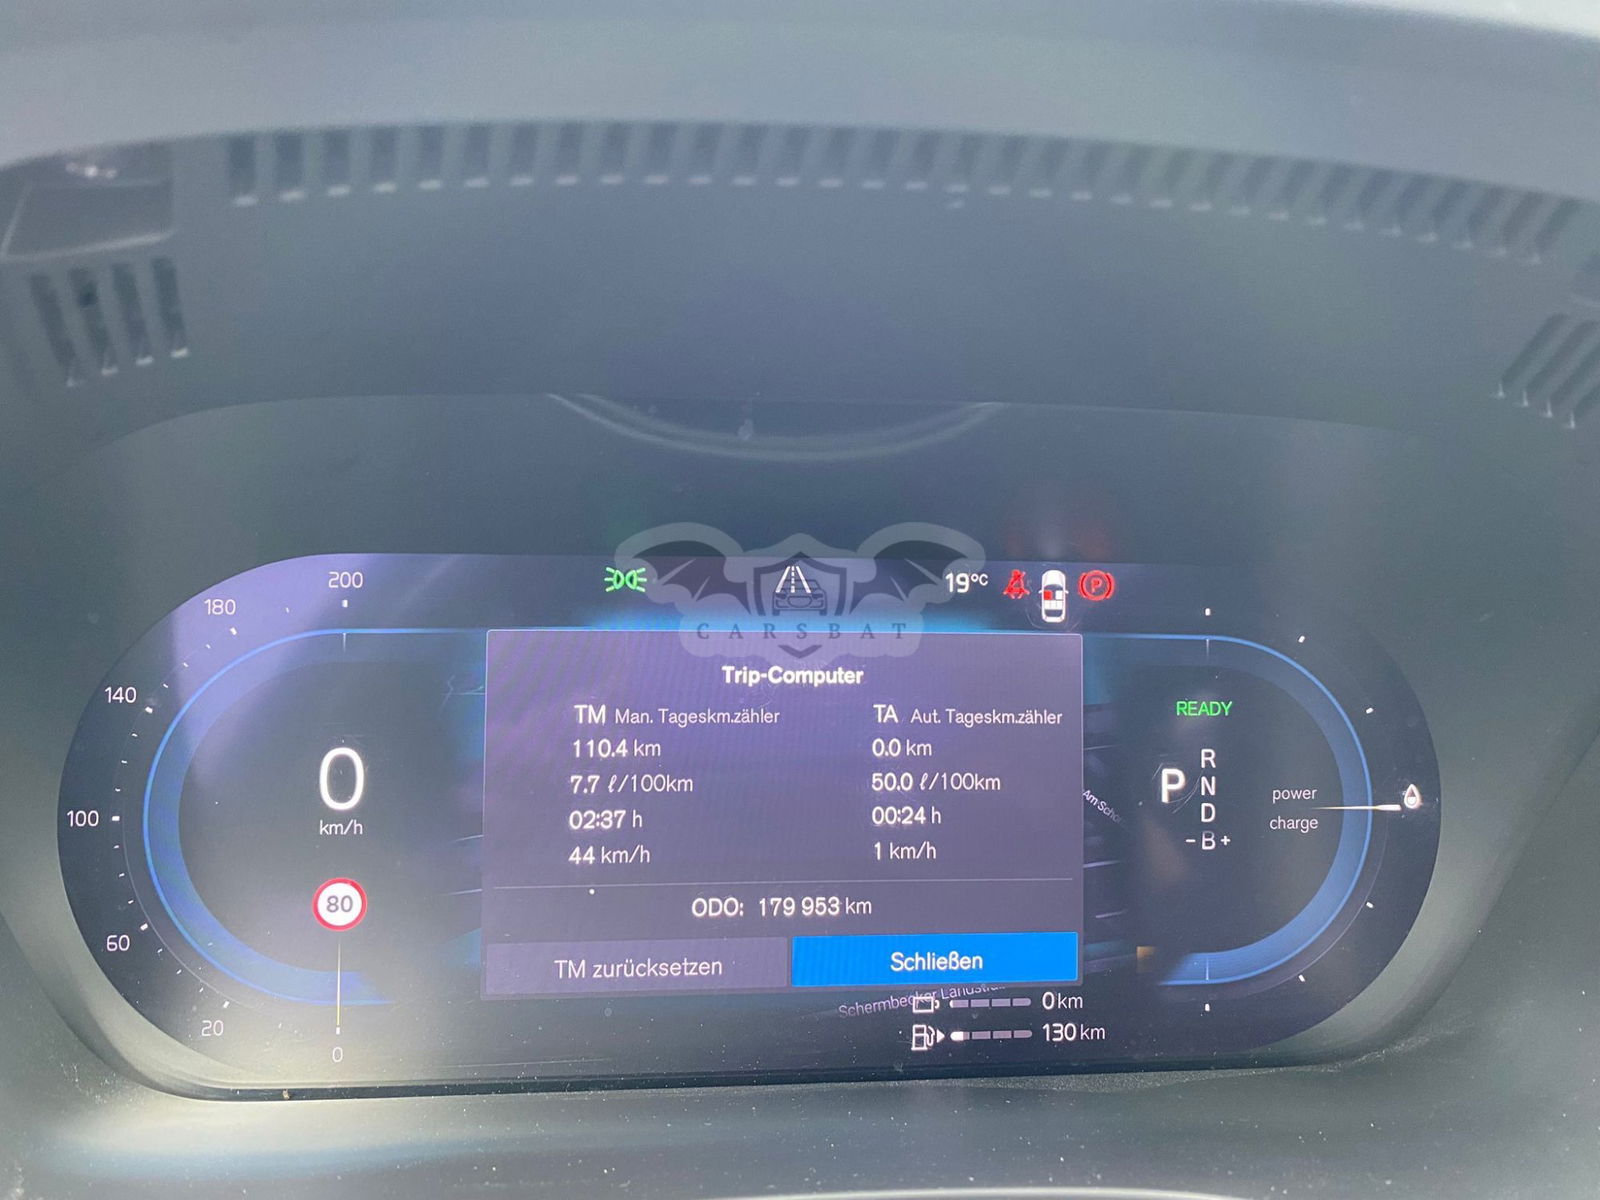 200
180
140
100
60
20
0
19°C
P
CARSBAT
Trip-Computer
TM Man. Tageskm.zähler
110.4 km
7.7 ℓ/100km
02:37 h
44 km/h
TA Aut. Tageskm.zähler
0.0 km
50.0 ℓ/100km
00:24 h
1 km/h
ODO: 179 953 km
TM zurücksetzen
Schließen
0
km/h
80
READY
P
R
N
D
-B+
power
charge
Schermbecker
0 km
130 km